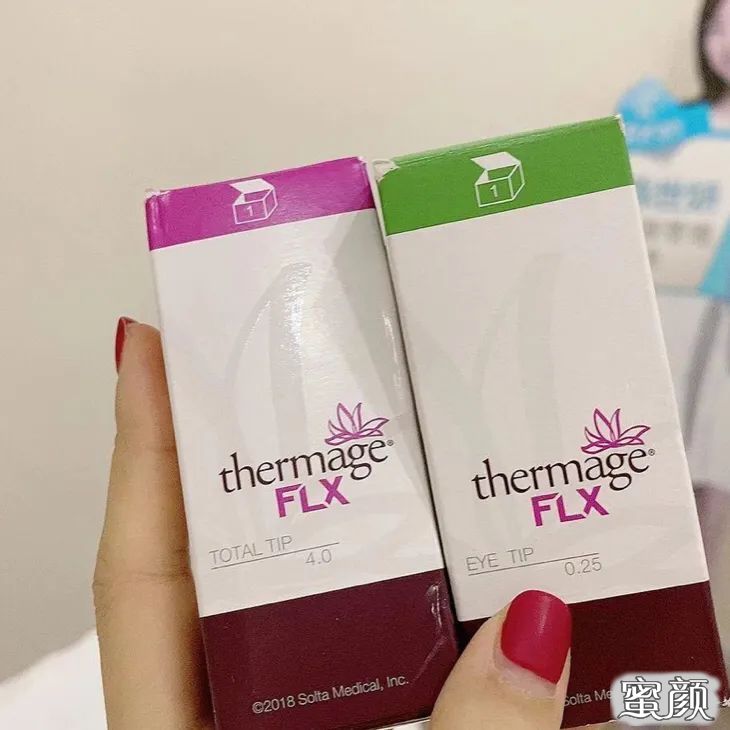 1
thermage®
FLX
TOTAL TIP
4.0
©2018 Solta Medical, Inc.
1
thermage®
FLX
EYE TIP
0.25
Solta Me
蜜颜